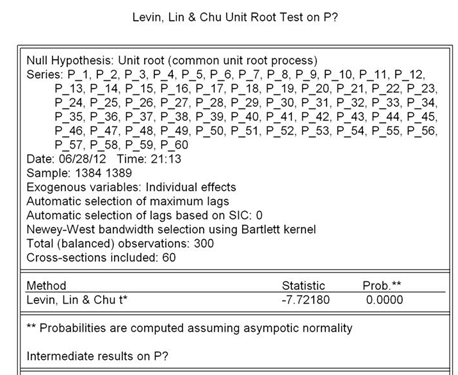 Levin, Lin & Chu Unit Root Test on P?
Null Hypothesis: Unit root (common unit root process)
Series: P_1, P_2, P_3, P_4, P_5, P_6, P_7, P_8, P_9, P_10, P_11, P_12,
P_13, P_14, P_15, P_16, P_17, P_18, P_19, P_20, P_21, P_22, P_23,
P_24, P_25, P_26, P_27, P_28, P_29, P_30, P_31, P_32, P_33, P_34,
P_35, P_36, P_37, P_38, P_39, P_40, P_41, P_42, P_43, P_44, P_45,
P_46, P_47, P_48, P_49, P_50, P_51, P_52, P_53, P_54, P_55, P_56,
P_57, P_58, P_59, P_60
Date: 06/28/12 Time: 21:13
Sample: 1384 1389
Exogenous variables: Individual effects
Automatic selection of maximum lags
Automatic selection of lags based on SIC: 0
Newey-West bandwidth selection using Bartlett kernel
Total (balanced) observations: 300
Cross-sections included: 60
Method Statistic Prob.**
Levin, Lin & Chu t* -7.72180 0.0000
** Probabilities are computed assuming asympotic normality
Intermediate results on P?